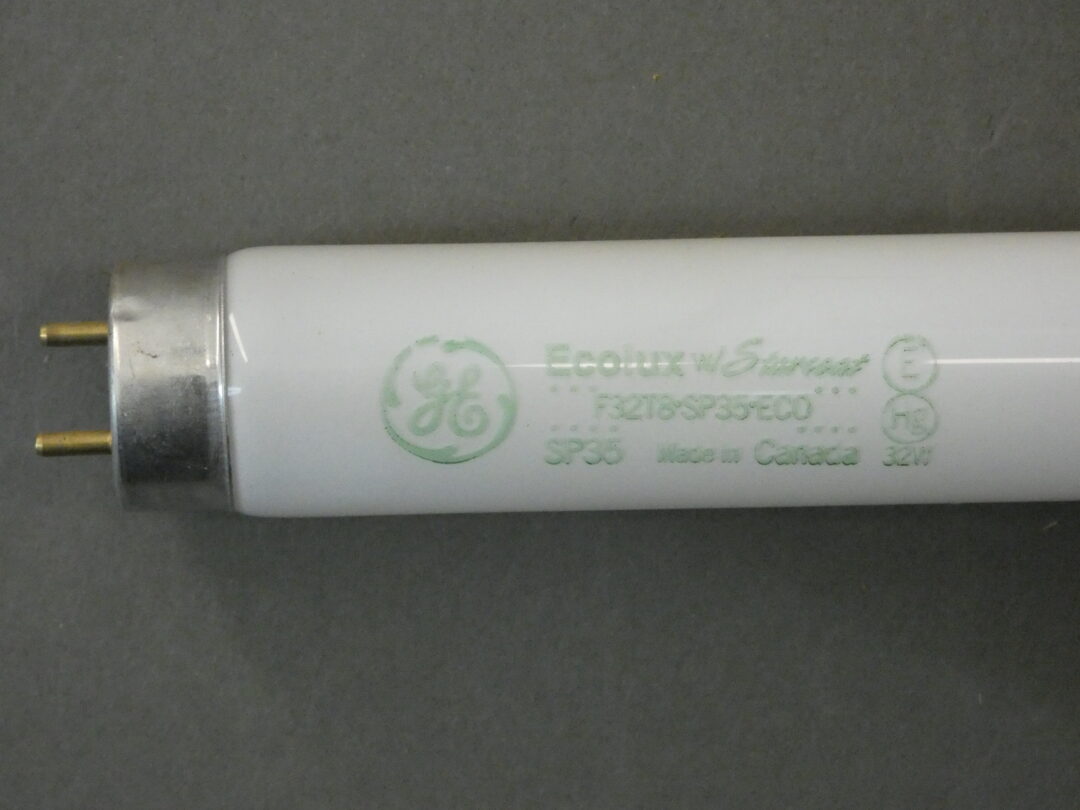 GE
Ecolux w/ Starcoat
F32T8•SP35•ECO
SP35 Made in Canada
E
Hg
32W